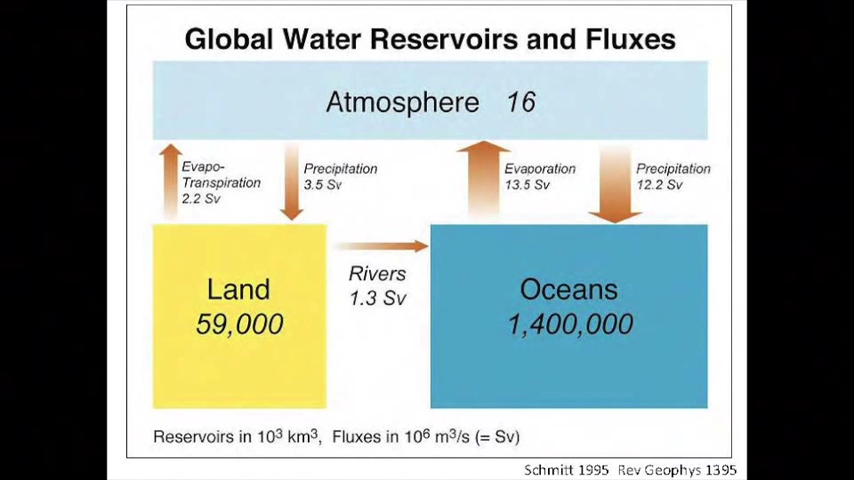 Global Water Reservoirs and Fluxes
Atmosphere 16
Evapo-
Transpiration
2.2 Sv
Precipitation
3.5 Sv
Evaporation
13.5 Sv
Precipitation
12.2 Sv
Land
59,000
Rivers
1.3 Sv
Oceans
1,400,000
Reservoirs in 10³ km³, Fluxes in 10⁶ m³/s (= Sv)
Schmitt 1995 Rev Geophys 1395